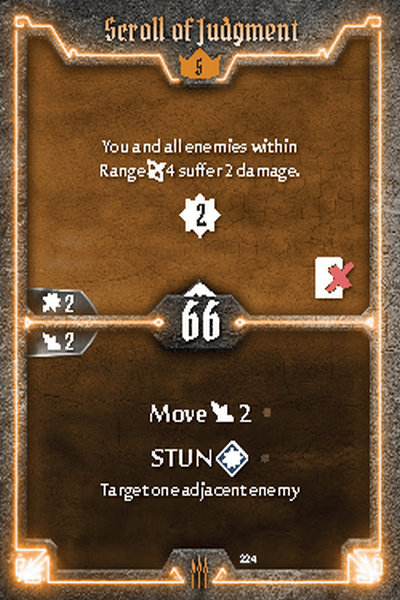 Scroll of Judgment
5
You and all enemies within
Range 4 suffer 2 damage.
2
2
66
2
Move 2
STUN
Target one adjacent enemy
224